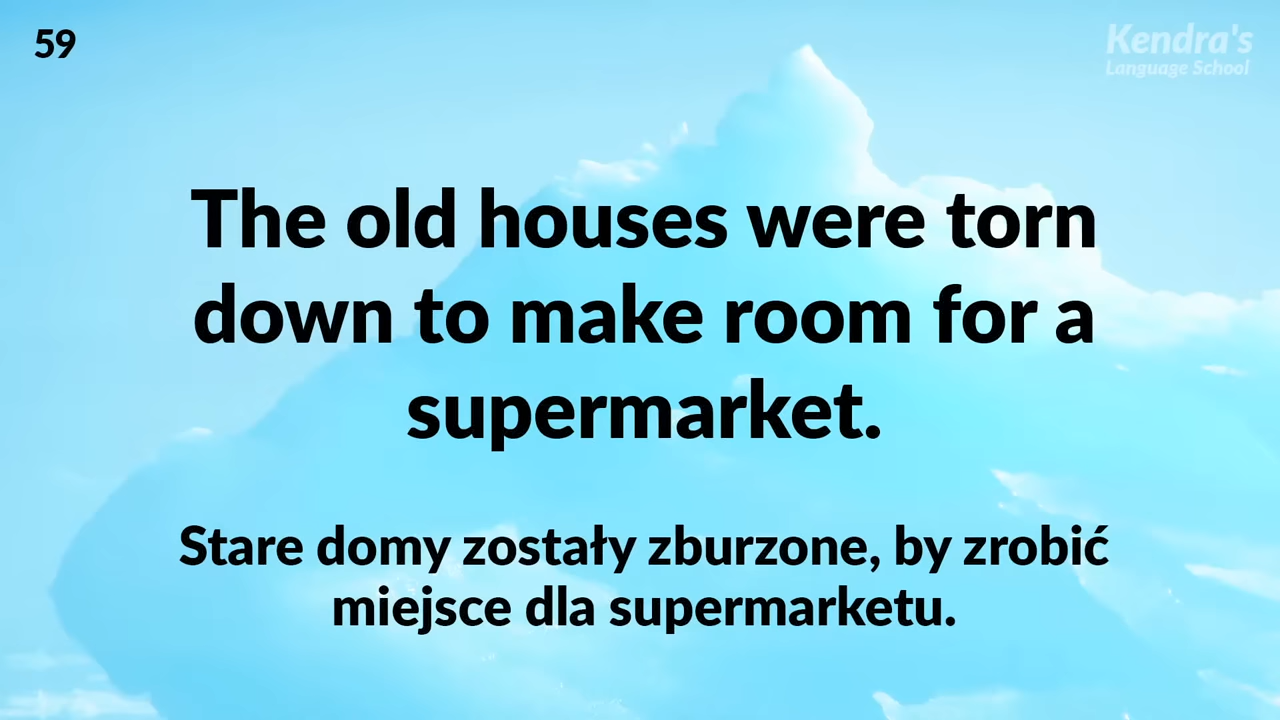 59
Kendra's
Language School
The old houses were torn
down to make room for a
supermarket.
Stare domy zostały zburzone, by zrobić
miejsce dla supermarketu.